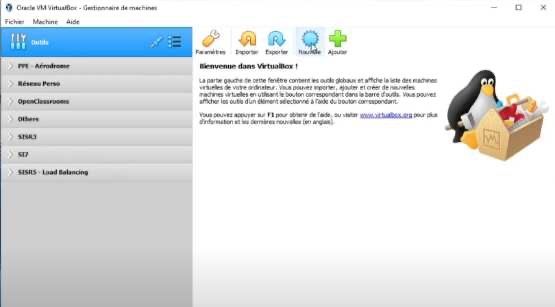 Oracle VM VirtualBox - Gestionnaire de machines
Fichier Machine Aide
Outils
Paramètres Importer Exporter Nouvelle Ajouter
PPE - Aérodrome
Réseau Perso
OpenClassrooms
Others
SISR3
SI7
SISR5 - Load Balancing
Bienvenue dans VirtualBox !
La partie gauche de cette fenêtre contient les outils globaux et affiche la liste des machines
virtuelles de votre ordinateur. Vous pouvez importer, ajouter et créer de nouvelles
machines virtuelles en utilisant le bouton correspondant dans la barre d'outils. Vous pouvez
afficher les outils d'un élément sélectionné à l'aide du bouton correspondant.
Vous pouvez appuyer sur F1 pour obtenir de l'aide, ou visiter www.virtualbox.org pour plus
d'information et les dernières nouvelles (en anglais).